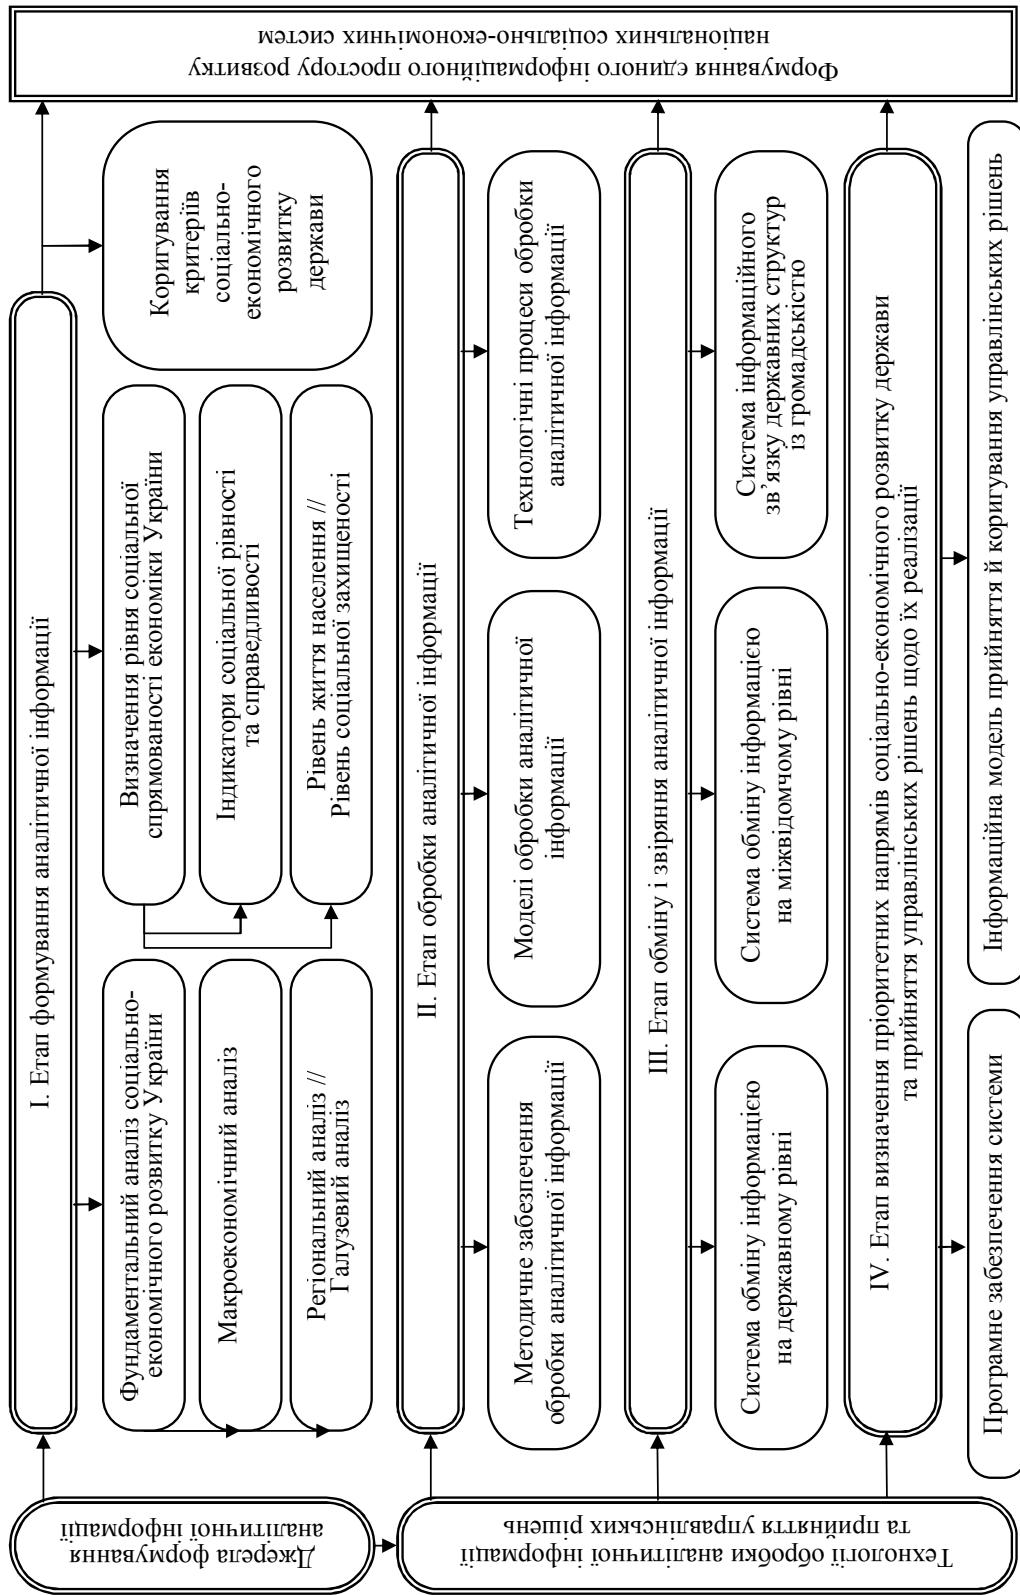 Джерела формування
аналітичної інформації
Технології обробки аналітичної інформації
та прийняття управлінських рішень
I. Етап формування аналітичної інформації
Фундаментальний аналіз соціально-
економічного розвитку України
Макроекономічний аналіз
Регіональний аналіз //
Галузевий аналіз
Визначення рівня соціальної
спрямованості економіки України
Індикатори соціальної рівності
та справедливості
Рівень життя населення //
Рівень соціальної захищеності
Коригування
критеріїв
соціально-
економічного
розвитку
держави
II. Етап обробки аналітичної інформації
Методичне забезпечення
обробки аналітичної інформації
Моделі обробки аналітичної
інформації
Технологічні процеси обробки
аналітичної інформації
III. Етап обміну і звіряння аналітичної інформації
Система обміну інформацією
на державному рівні
Система обміну інформацією
на міжвідомчому рівні
Система інформаційного
зв’язку державних структур
із громадськістю
IV. Етап визначення пріоритетних напрямів соціально-економічного розвитку держави
та прийняття управлінських рішень щодо їх реалізації
Програмне забезпечення системи
Інформаційна модель прийняття й коригування управлінських рішень
Формування єдиного інформаційного простору розвитку
національних соціально-економічних систем